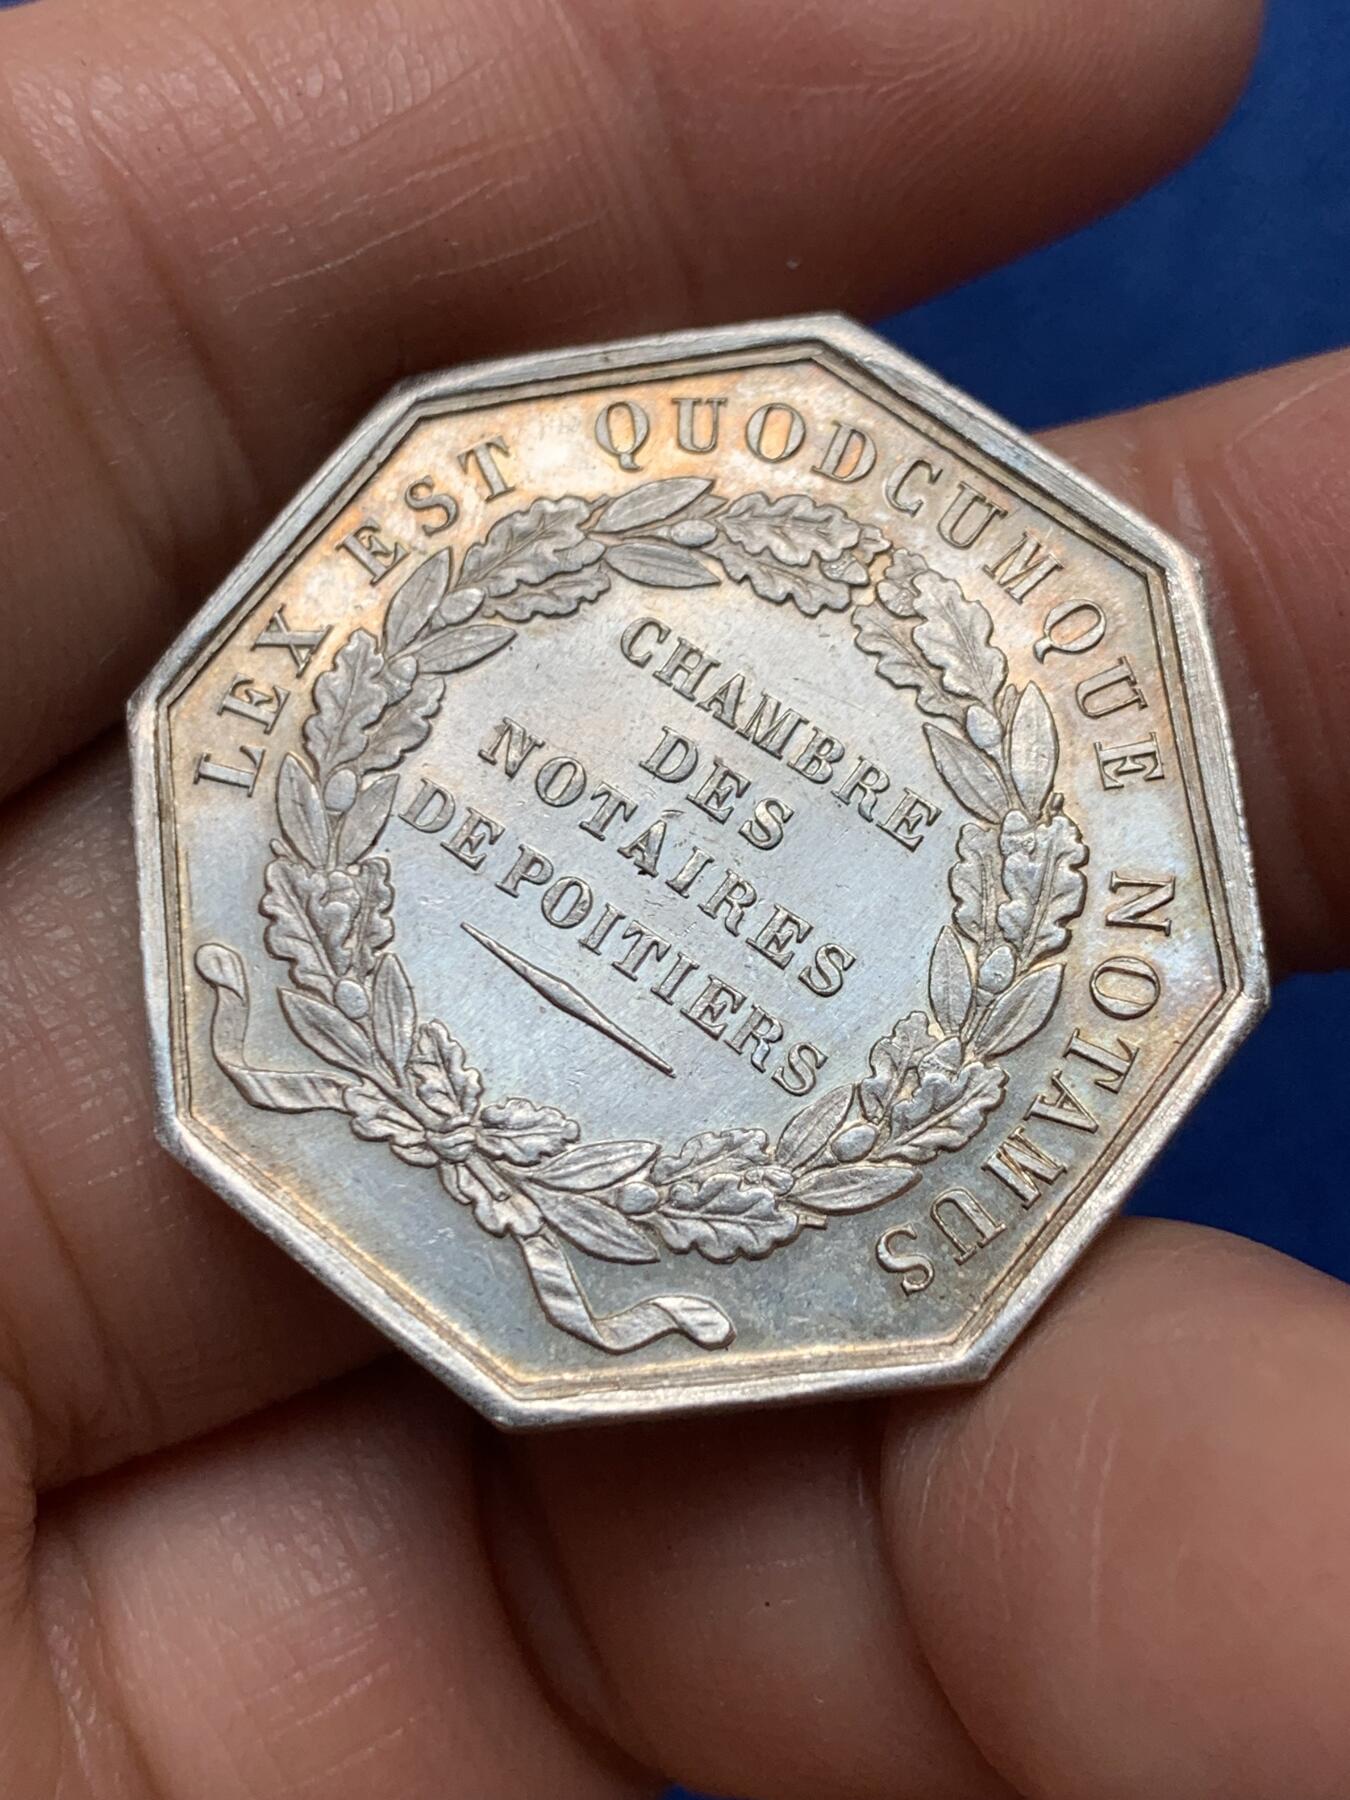 LEX EST QUODCUMQUE NOTAMUS
CHAMBRE
DES
NOTAIRES
DE POITIERS